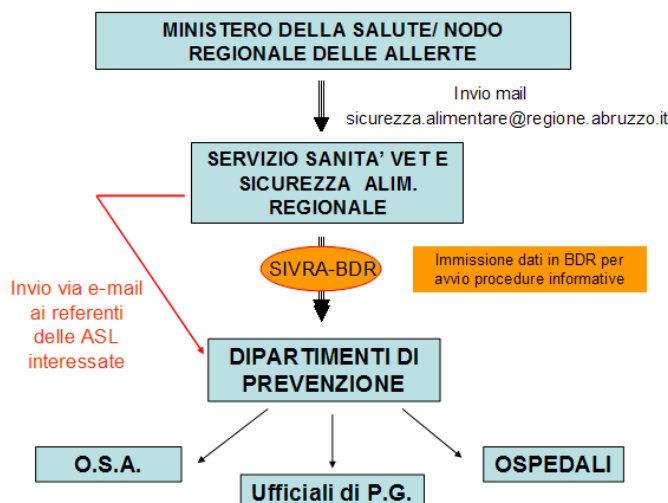 MINISTERO DELLA SALUTE/ NODO
REGIONALE DELLE ALLERTE
Invio mail
sicurezza.alimentare@regione.abruzzo.it
SERVIZIO SANITA' VET E
SICUREZZA ALIM.
REGIONALE
SIVRA-BDR
Immissione dati in BDR per
avvio procedure informative
Invio via e-mail
ai referenti
delle ASL
interessate
DIPARTIMENTI DI
PREVENZIONE
O.S.A.
Ufficiali di P.G.
OSPEDALI